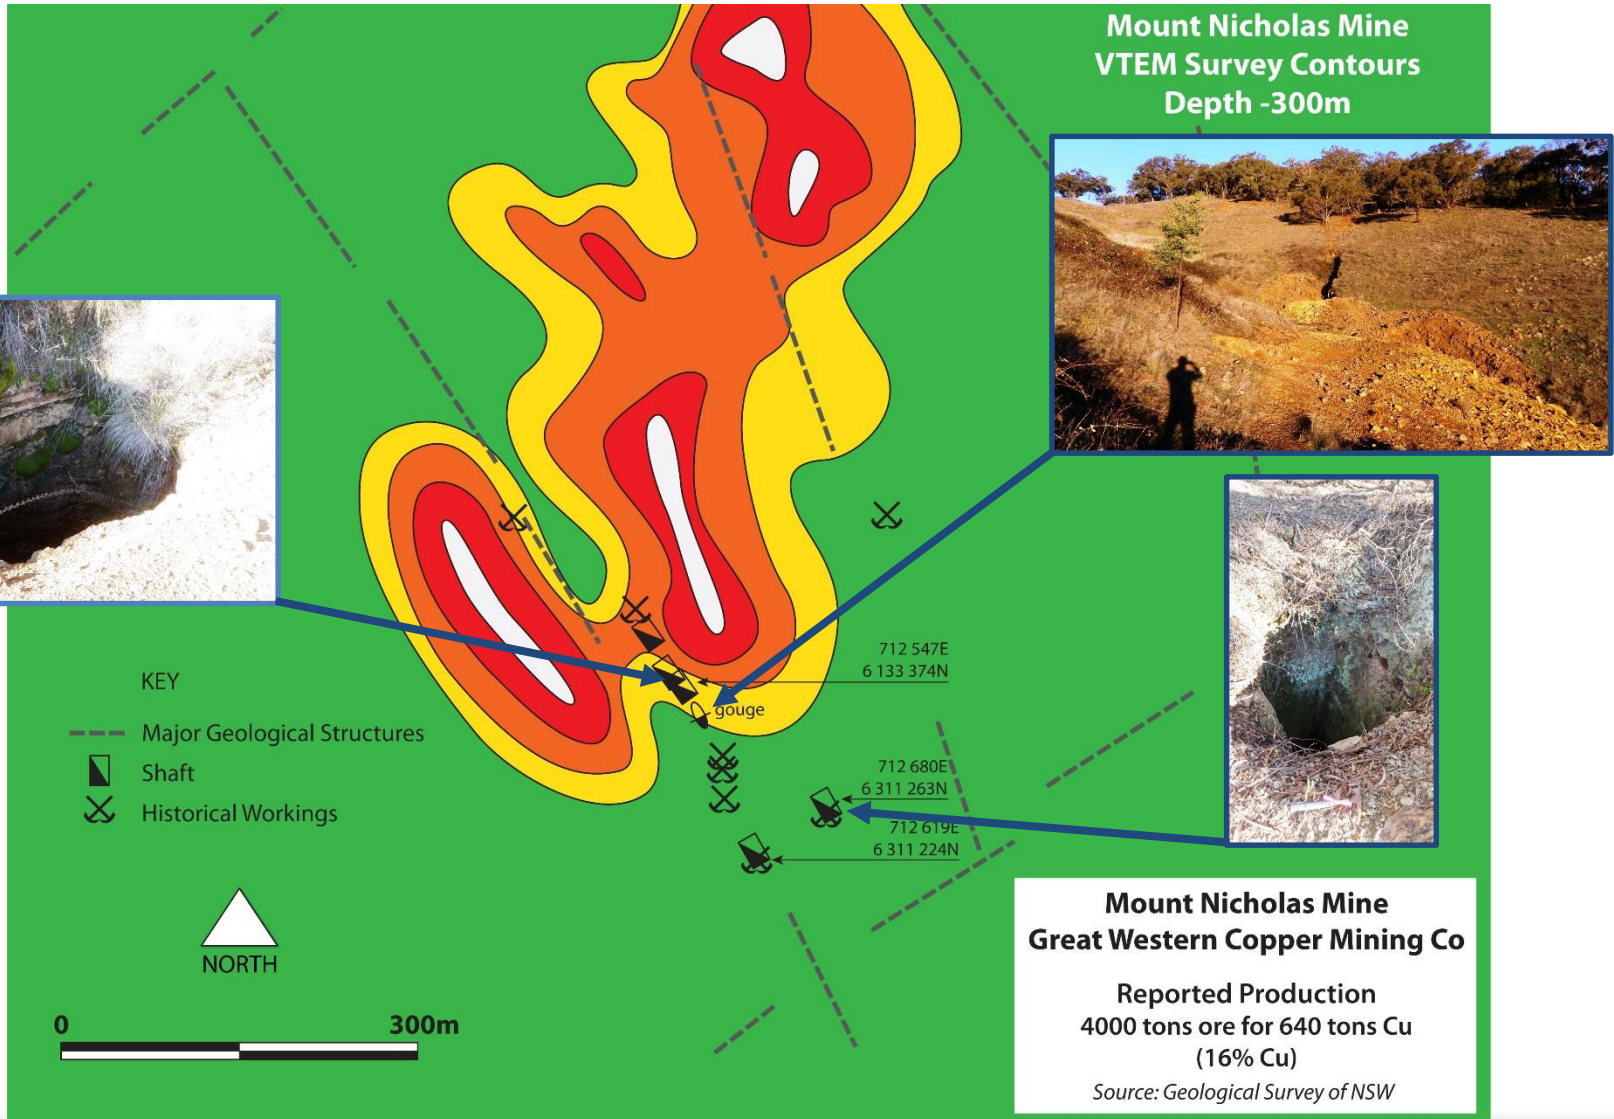 Mount Nicholas Mine
VTEM Survey Contours
Depth -300m
712 547E
6 133 374N
gouge
712 680E
6 311 263N
712 619E
6 311 224N
KEY
Major Geological Structures
Shaft
Historical Workings
NORTH
0 300m
Mount Nicholas Mine
Great Western Copper Mining Co
Reported Production
4000 tons ore for 640 tons Cu
(16% Cu)
Source: Geological Survey of NSW